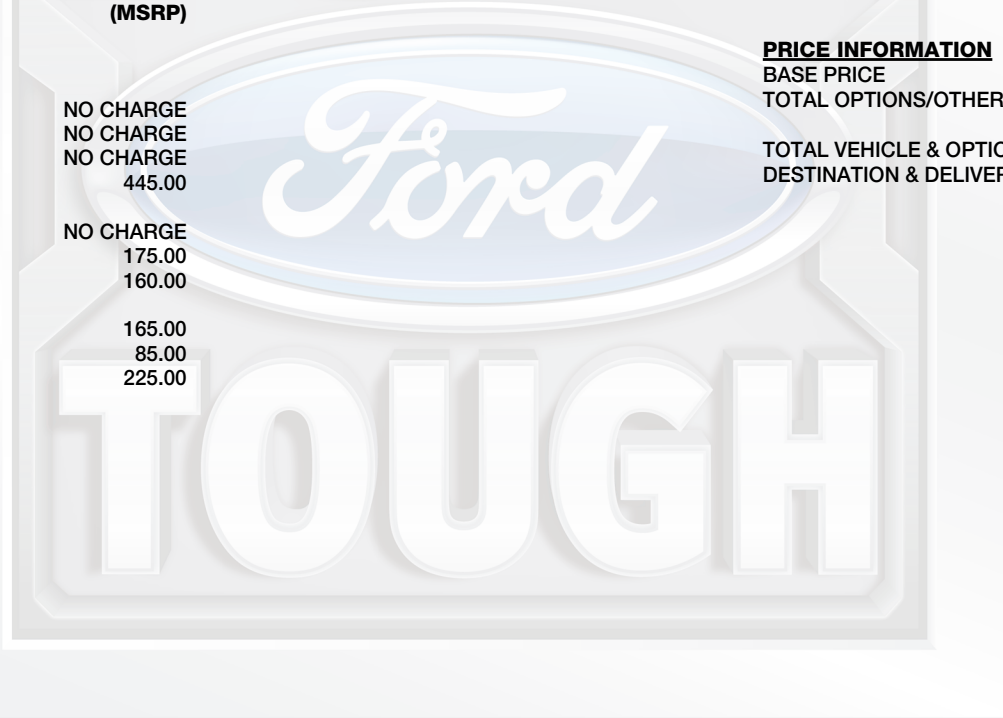 (MSRP)
NO CHARGE
NO CHARGE
NO CHARGE
445.00
NO CHARGE
175.00
160.00
165.00
85.00
225.00
PRICE INFORMATION
BASE PRICE
TOTAL OPTIONS/OTHER
TOTAL VEHICLE & OPTIO
DESTINATION & DELIVER
Ford
TOUGH